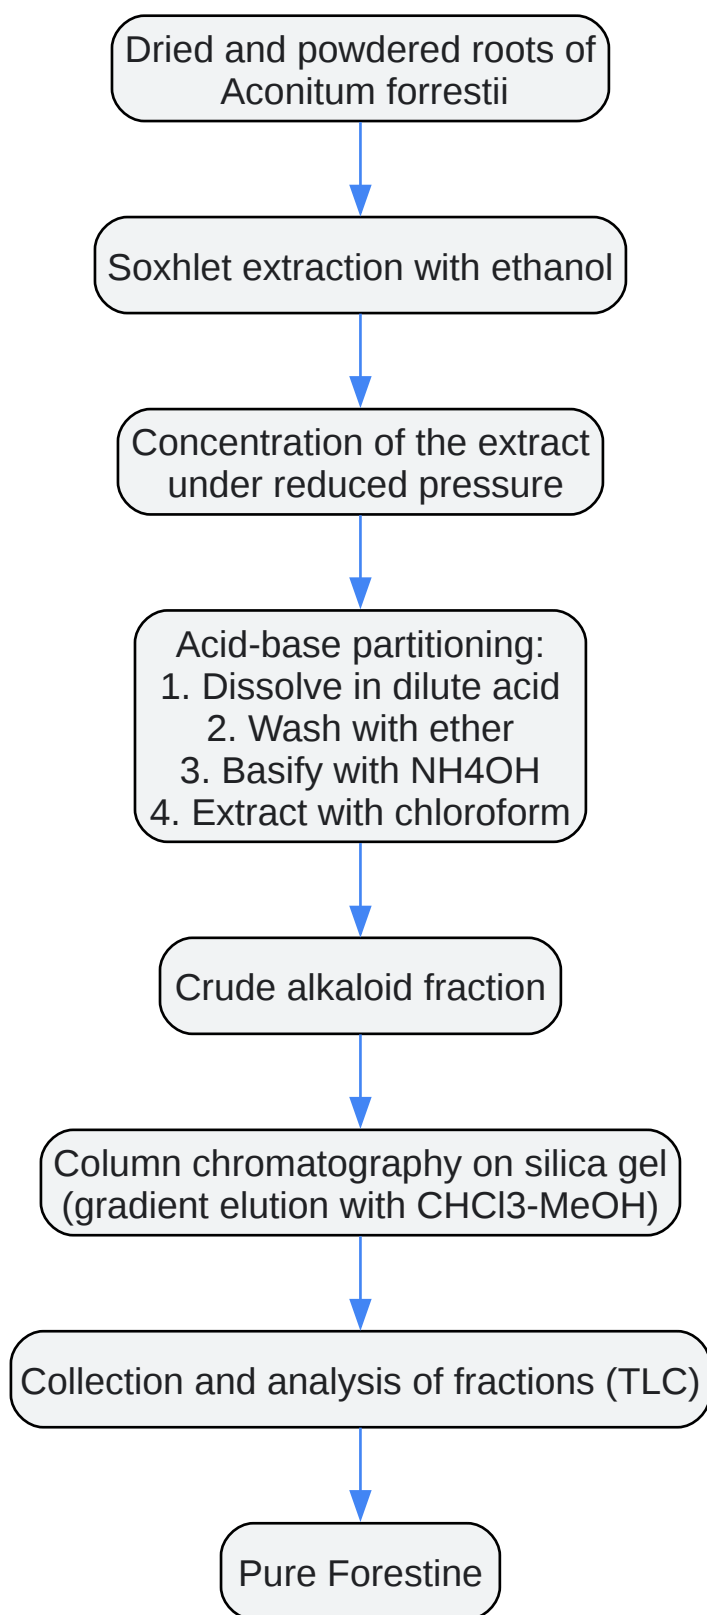 Dried and powdered roots of
Aconitum forrestii
Soxhlet extraction with ethanol
Concentration of the extract
under reduced pressure
Acid-base partitioning:
1. Dissolve in dilute acid
2. Wash with ether
3. Basify with NH4OH
4. Extract with chloroform
Crude alkaloid fraction
Column chromatography on silica gel
(gradient elution with CHCl3-MeOH)
Collection and analysis of fractions (TLC)
Pure Forestine